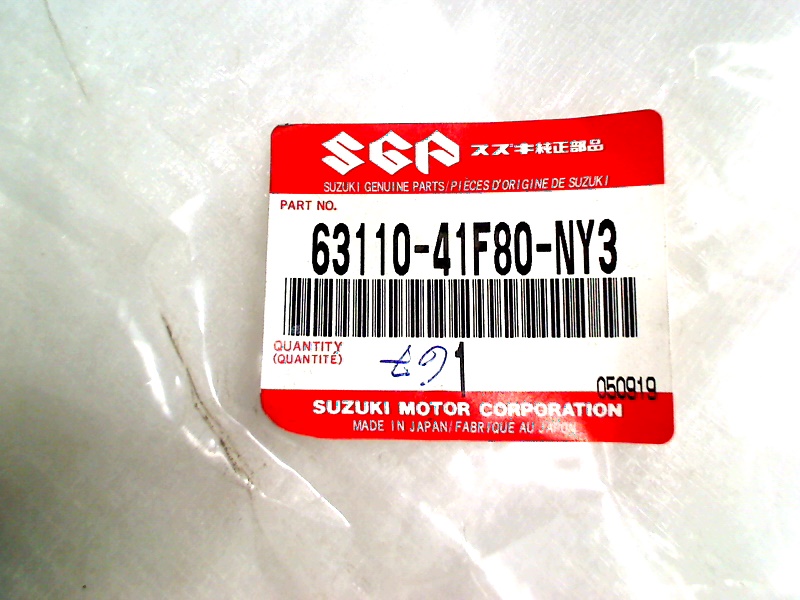 SGP スズキ純正部品
SUZUKI GENUINE PARTS/PIÈCES D'ORIGINE DE SUZUKI
PART NO.
63110-41F80-NY3
QUANTITY
(QUANTITÉ)
1
050919
SUZUKI MOTOR CORPORATION
MADE IN JAPAN/FABRIQUE AU JAPON